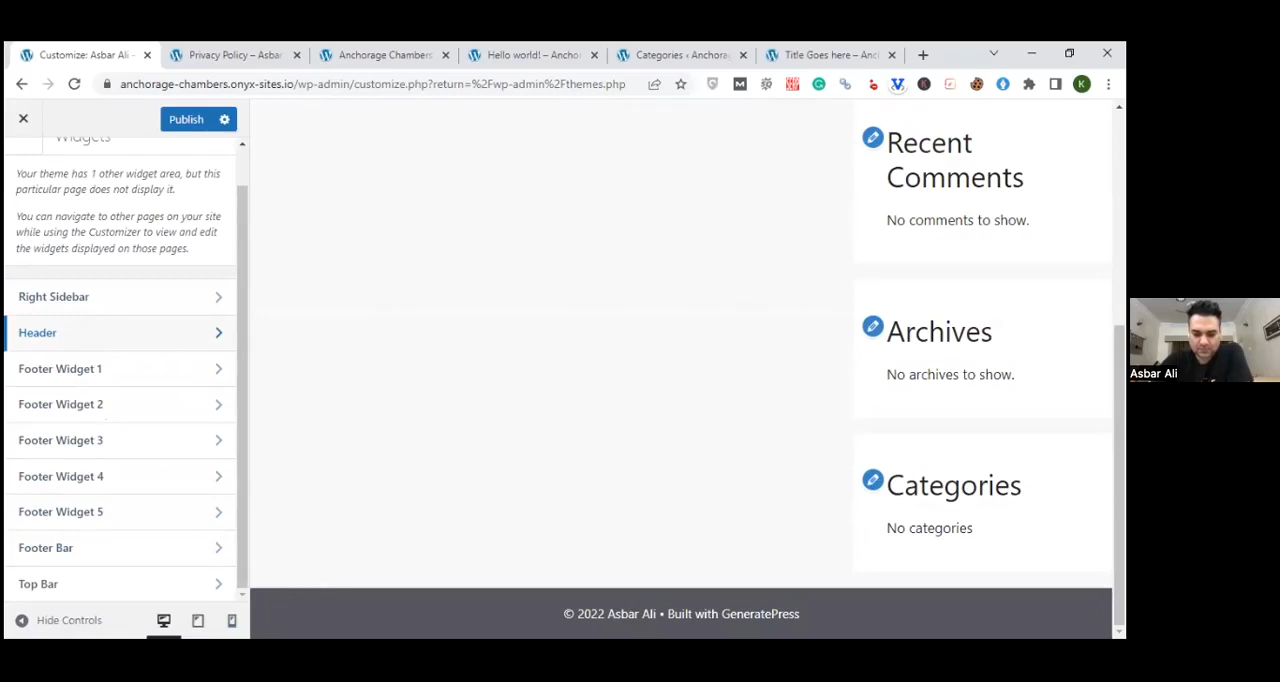 Customize: Asbar Ali –
Privacy Policy – Asbar
Anchorage Chambers
Hello world! – Ancho
Categories ‹ Anchora
Title Goes here – Anc
anchorage-chambers.onyx-sites.io/wp-admin/customize.php?return=%2Fwp-admin%2Fthemes.php
K
Publish
Widgets
Your theme has 1 other widget area, but this
particular page does not display it.
You can navigate to other pages on your site
while using the Customizer to view and edit
the widgets displayed on those pages.
Right Sidebar
Header
Footer Widget 1
Footer Widget 2
Footer Widget 3
Footer Widget 4
Footer Widget 5
Footer Bar
Top Bar
Hide Controls
Recent
Comments
No comments to show.
Archives
No archives to show.
Categories
No categories
© 2022 Asbar Ali • Built with GeneratePress
Asbar Ali